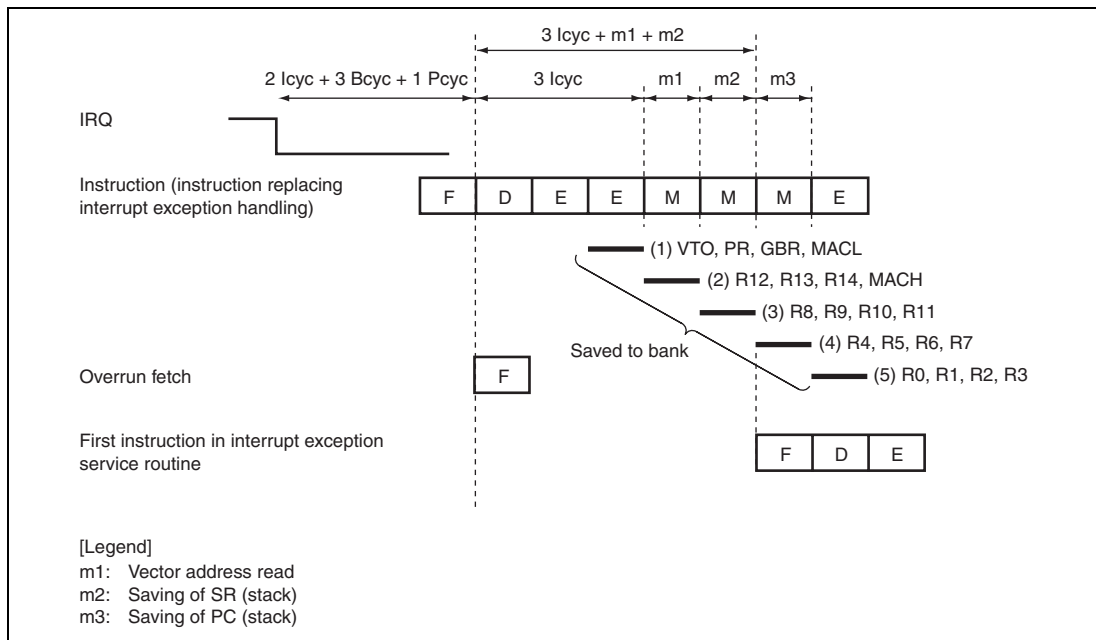 3 Icyc + m1 + m2
2 Icyc + 3 Bcyc + 1 Pcyc
3 Icyc
m1
m2
m3
IRQ
Instruction (instruction replacing
interrupt exception handling)
F D E E M M M E
(1) VTO, PR, GBR, MACL
(2) R12, R13, R14, MACH
(3) R8, R9, R10, R11
Saved to bank
(4) R4, R5, R6, R7
Overrun fetch
F
(5) R0, R1, R2, R3
First instruction in interrupt exception
service routine
F D E
[Legend]
m1: Vector address read
m2: Saving of SR (stack)
m3: Saving of PC (stack)